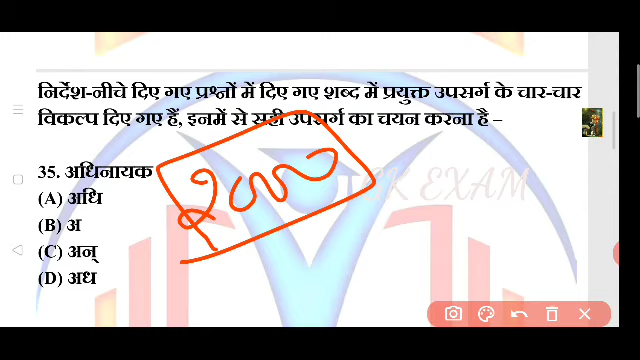 निर्देश-नीचे दिए गए प्रश्नों में दिए गए शब्द में प्रयुक्त उपसर्ग के चार-चार
विकल्प दिए गए हैं, इनमें से सही उपसर्ग का चयन करना है –
35. अधिनायक
(A) अधि
(B) अ
(C) अन्
(D) अध
EXAM